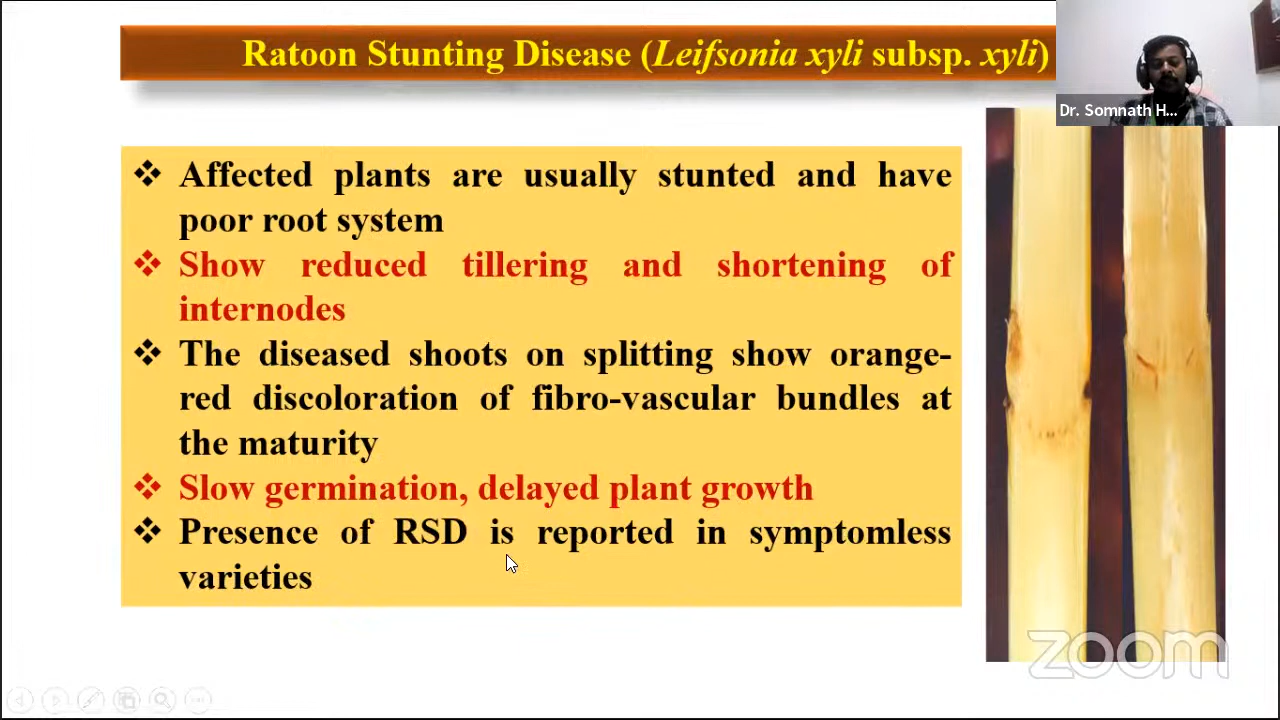 Ratoon Stunting Disease (Leifsonia xyli subsp. xyli)
Dr. Somnath H...
❖ Affected plants are usually stunted and have
poor root system
❖ Show reduced tillering and shortening of
internodes
❖ The diseased shoots on splitting show orange-
red discoloration of fibro-vascular bundles at
the maturity
❖ Slow germination, delayed plant growth
❖ Presence of RSD is reported in symptomless
varieties
zoom